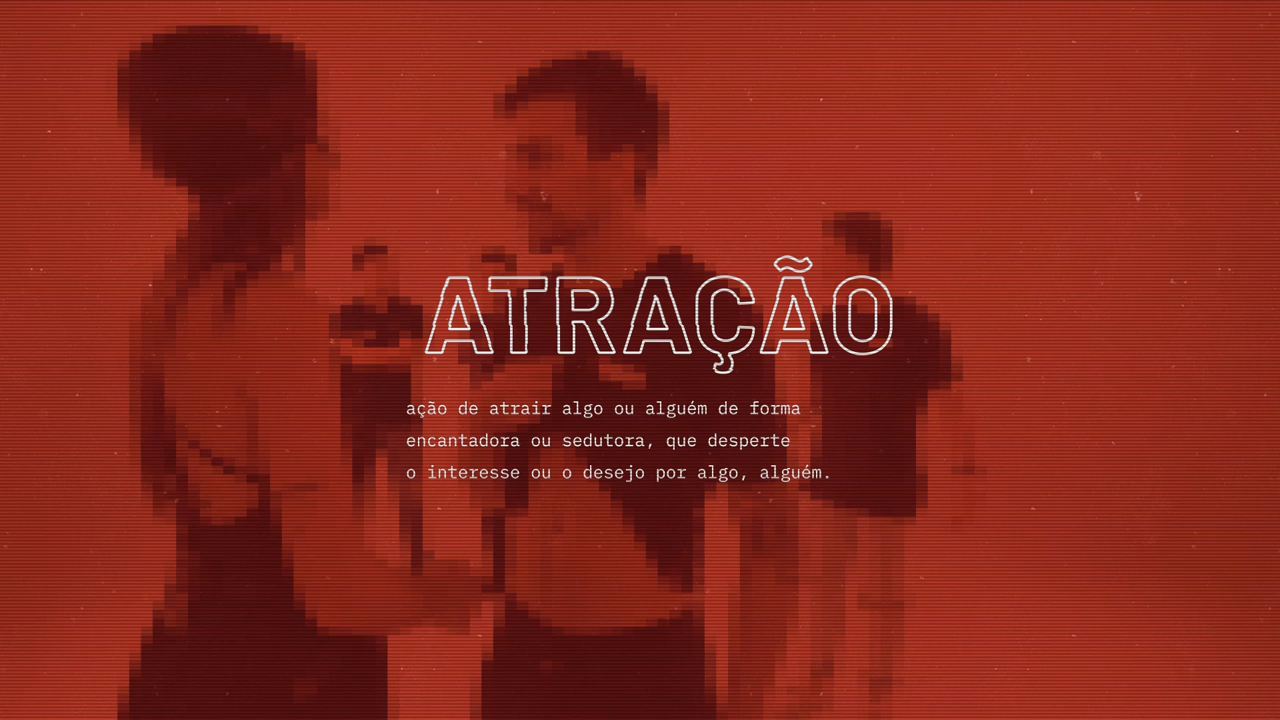 ATRAÇÃO
ação de atrair algo ou alguém de forma
encantadora ou sedutora, que desperte
o interesse ou o desejo por algo, alguém.